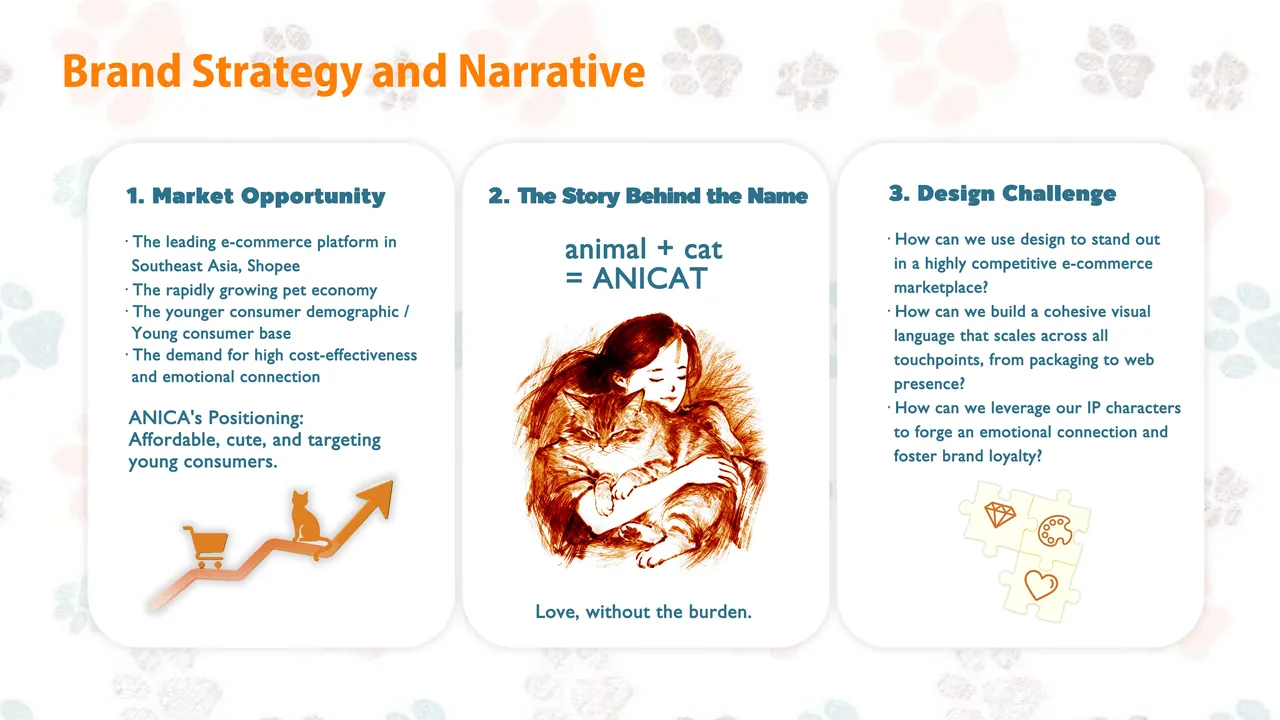 Brand Strategy and Narrative
1. Market Opportunity
· The leading e-commerce platform in
Southeast Asia, Shopee
· The rapidly growing pet economy
· The younger consumer demographic /
Young consumer base
· The demand for high cost-effectiveness
and emotional connection
ANICA's Positioning:
Affordable, cute, and targeting
young consumers.
2. The Story Behind the Name
animal + cat
= ANICAT
Love, without the burden.
3. Design Challenge
· How can we use design to stand out
in a highly competitive e-commerce
marketplace?
· How can we build a cohesive visual
language that scales across all
touchpoints, from packaging to web
presence?
· How can we leverage our IP characters
to forge an emotional connection and
foster brand loyalty?